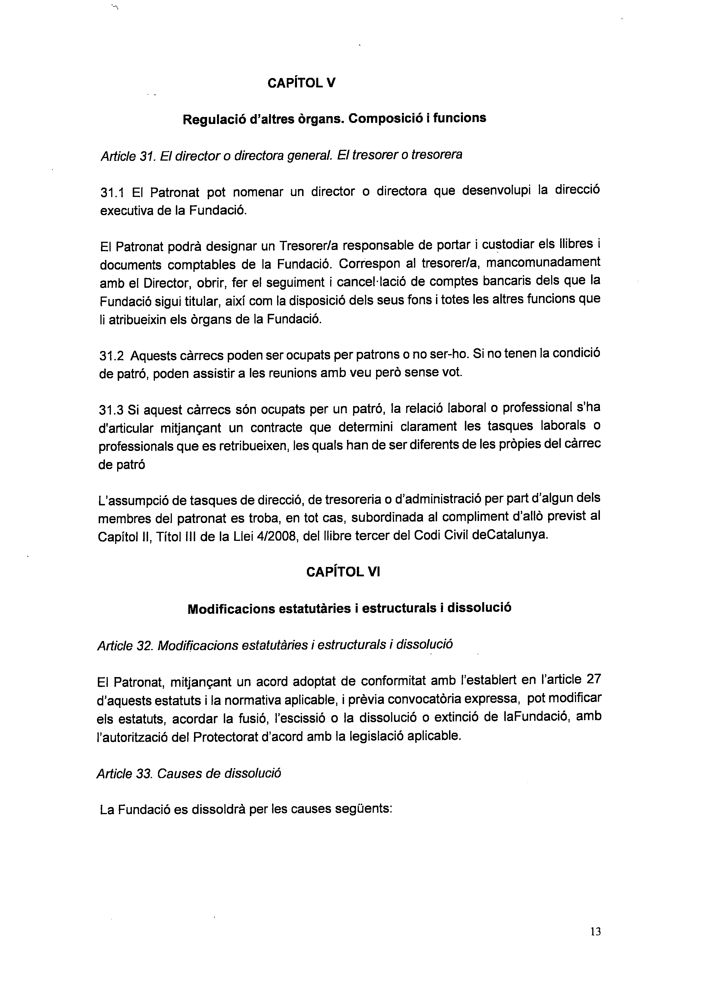 CAPÍTOL V
Regulació d'altres òrgans. Composició i funcions
Article 31. El director o directora general. El tresorer o tresorera
31.1 El Patronat pot nomenar un director o directora que desenvolupi la direcció
executiva de la Fundació.
El Patronat podrà designar un Tresorer/a responsable de portar i custodiar els llibres i
documents comptables de la Fundació. Correspon al tresorer/a, mancomunadament
amb el Director, obrir, fer el seguiment i cancel·lació de comptes bancaris dels que la
Fundació sigui titular, així com la disposició dels seus fons i totes les altres funcions que
li atribueixin els òrgans de la Fundació.
31.2 Aquests càrrecs poden ser ocupats per patrons o no ser-ho. Si no tenen la condició
de patró, poden assistir a les reunions amb veu però sense vot.
31.3 Si aquest càrrecs són ocupats per un patró, la relació laboral o professional s'ha
d'articular mitjançant un contracte que determini clarament les tasques laborals o
professionals que es retribueixen, les quals han de ser diferents de les pròpies del càrrec
de patró
L'assumpció de tasques de direcció, de tresoreria o d'administració per part d'algun dels
membres del patronat es troba, en tot cas, subordinada al compliment d'allò previst al
Capítol II, Títol III de la Llei 4/2008, del llibre tercer del Codi Civil deCatalunya.
CAPÍTOL VI
Modificacions estatutàries i estructurals i dissolució
Article 32. Modificacions estatutàries i estructurals i dissolució
El Patronat, mitjançant un acord adoptat de conformitat amb l'establert en l'article 27
d'aquests estatuts i la normativa aplicable, i prèvia convocatòria expressa, pot modificar
els estatuts, acordar la fusió, l'escissió o la dissolució o extinció de laFundació, amb
l'autorització del Protectorat d'acord amb la legislació aplicable.
Article 33. Causes de dissolució
La Fundació es dissoldrà per les causes següents:
13